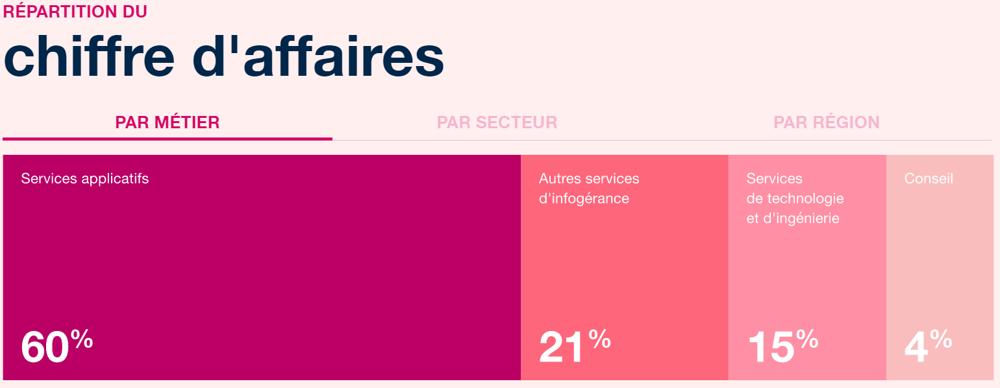 RÉPARTITION DU
chiffre d'affaires
PAR MÉTIER
PAR SECTEUR
PAR RÉGION
Services applicatifs
60%
Autres services
d'infogérance
21%
Services
de technologie
et d'ingénierie
15%
Conseil
4%